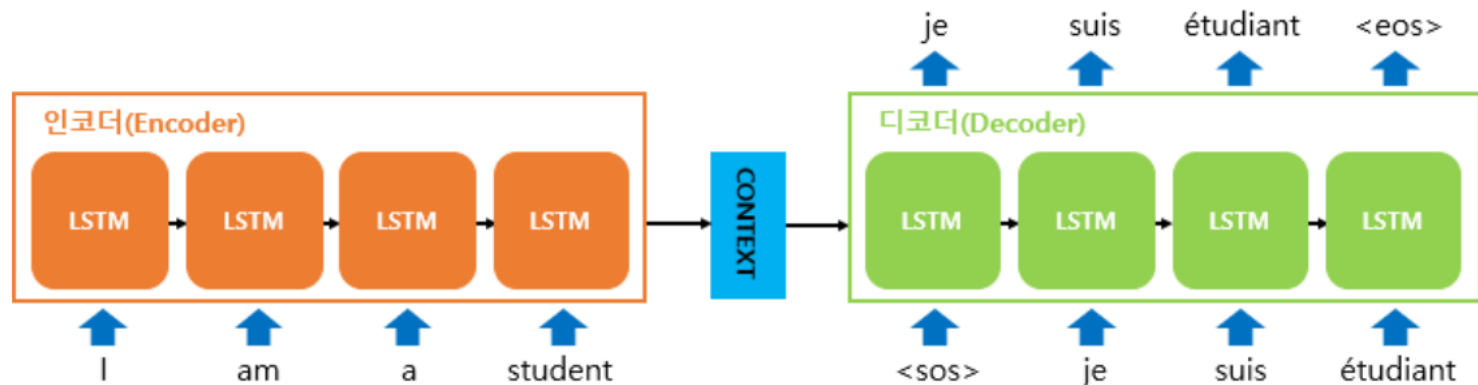 je suis étudiant <eos>
인코더(Encoder)
디코더(Decoder)
LSTM LSTM LSTM LSTM
CONTEXT
LSTM LSTM LSTM LSTM
I am a student
<sos> je suis étudiant